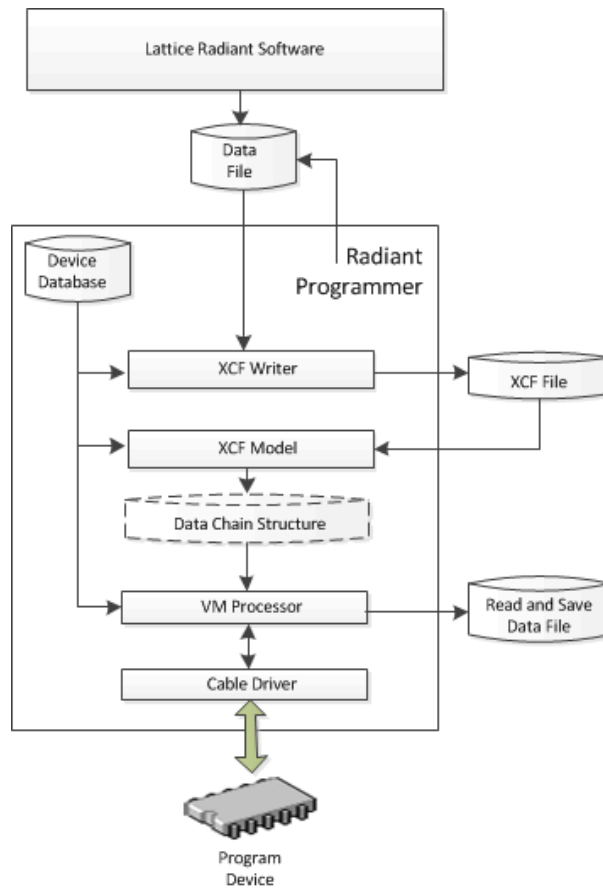 Lattice Radiant Software
Data
File
Device
Database
Radiant
Programmer
XCF Writer
XCF File
XCF Model
Data Chain Structure
VM Processor
Read and Save
Data File
Cable Driver
Program
Device